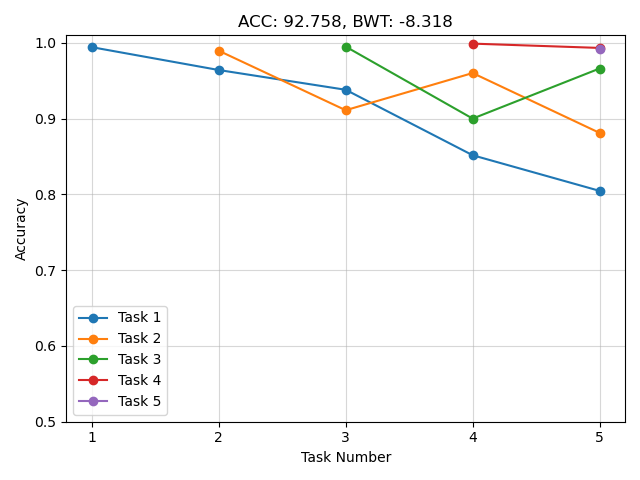 ACC: 92.758, BWT: -8.318
Accuracy
1.0
0.9
0.8
0.7
0.6
0.5
Task 1
Task 2
Task 3
Task 4
Task 5
1 2 3 4 5
Task Number